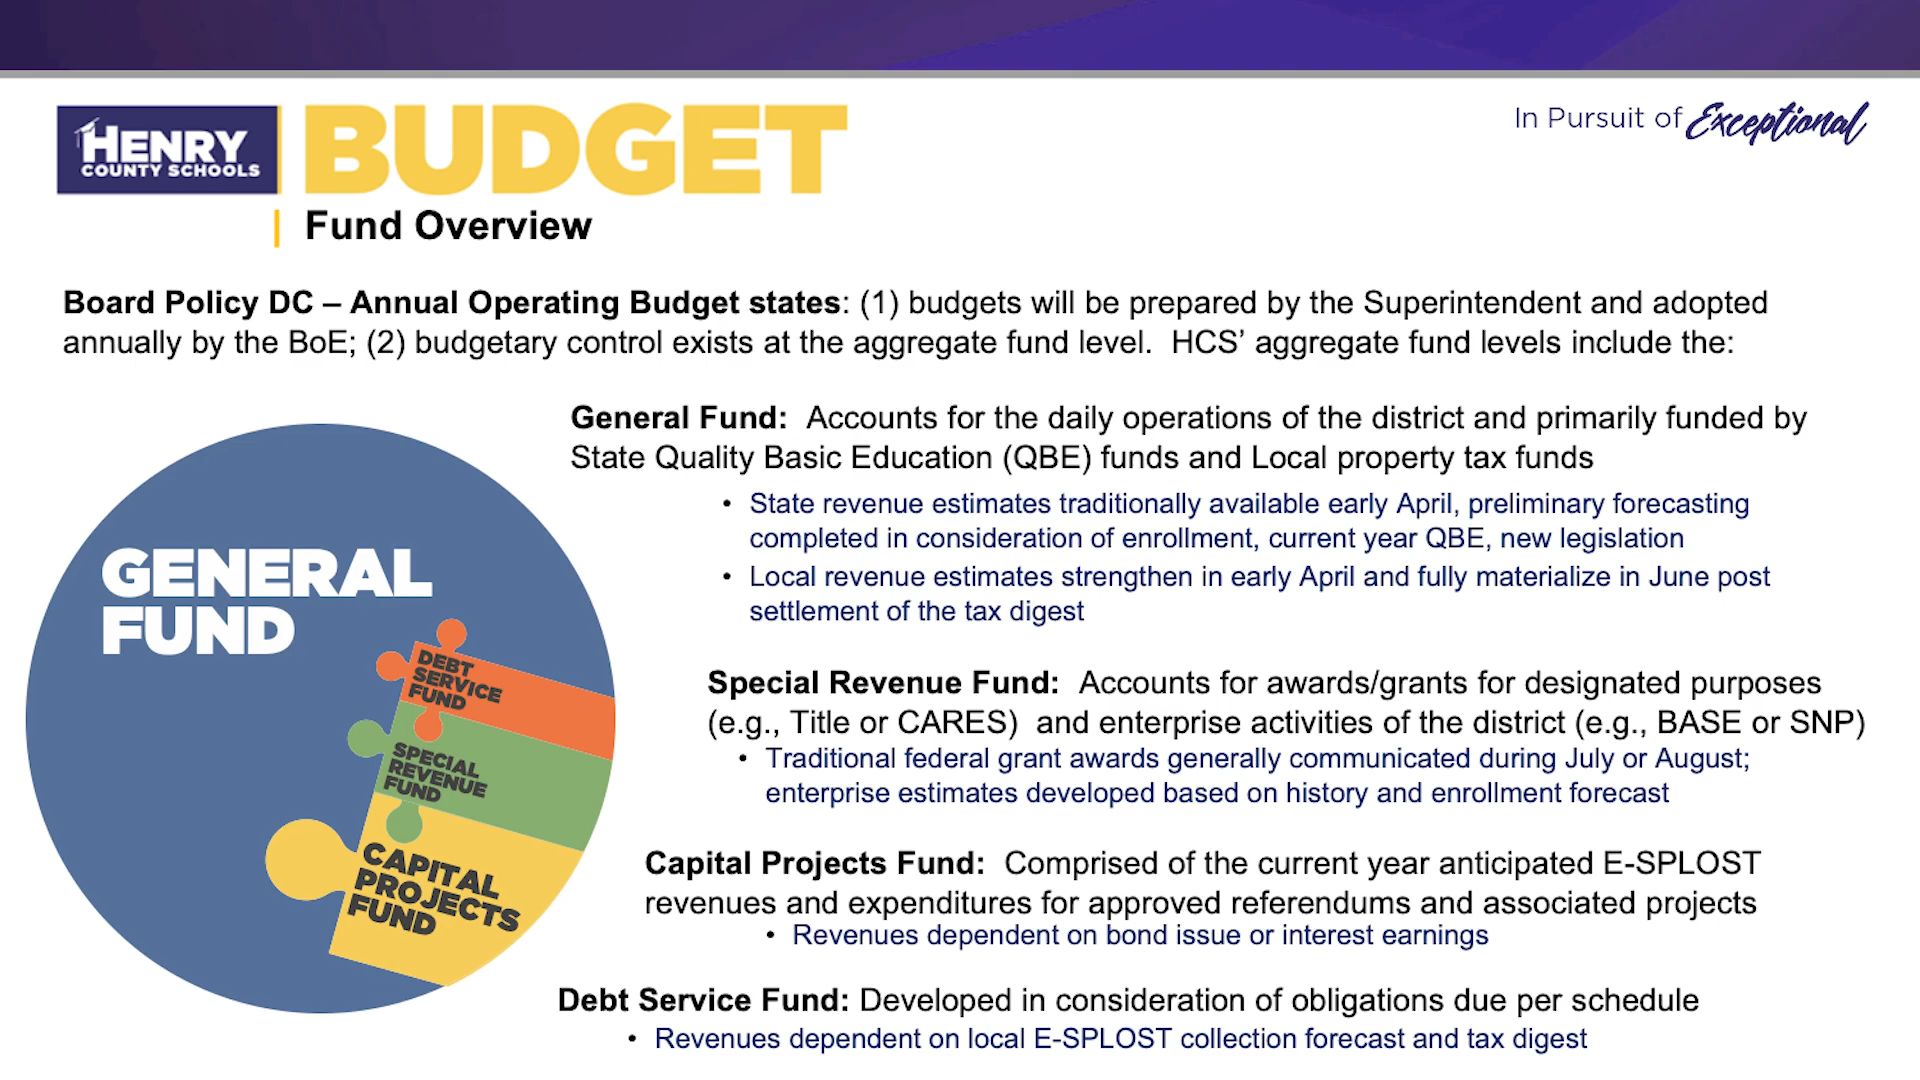 HENRY
COUNTY SCHOOLS
BUDGET
In Pursuit of Exceptional
Fund Overview
Board Policy DC – Annual Operating Budget states: (1) budgets will be prepared by the Superintendent and adopted
annually by the BoE; (2) budgetary control exists at the aggregate fund level.  HCS’ aggregate fund levels include the:
General Fund:  Accounts for the daily operations of the district and primarily funded by
State Quality Basic Education (QBE) funds and Local property tax funds
• State revenue estimates traditionally available early April, preliminary forecasting
completed in consideration of enrollment, current year QBE, new legislation
• Local revenue estimates strengthen in early April and fully materialize in June post
settlement of the tax digest
Special Revenue Fund:  Accounts for awards/grants for designated purposes
(e.g., Title or CARES)  and enterprise activities of the district (e.g., BASE or SNP)
• Traditional federal grant awards generally communicated during July or August;
enterprise estimates developed based on history and enrollment forecast
Capital Projects Fund:  Comprised of the current year anticipated E-SPLOST
revenues and expenditures for approved referendums and associated projects
• Revenues dependent on bond issue or interest earnings
Debt Service Fund: Developed in consideration of obligations due per schedule
• Revenues dependent on local E-SPLOST collection forecast and tax digest
GENERAL
FUND
DEBT
SERVICE
FUND
SPECIAL
REVENUE
FUND
CAPITAL
PROJECTS
FUND